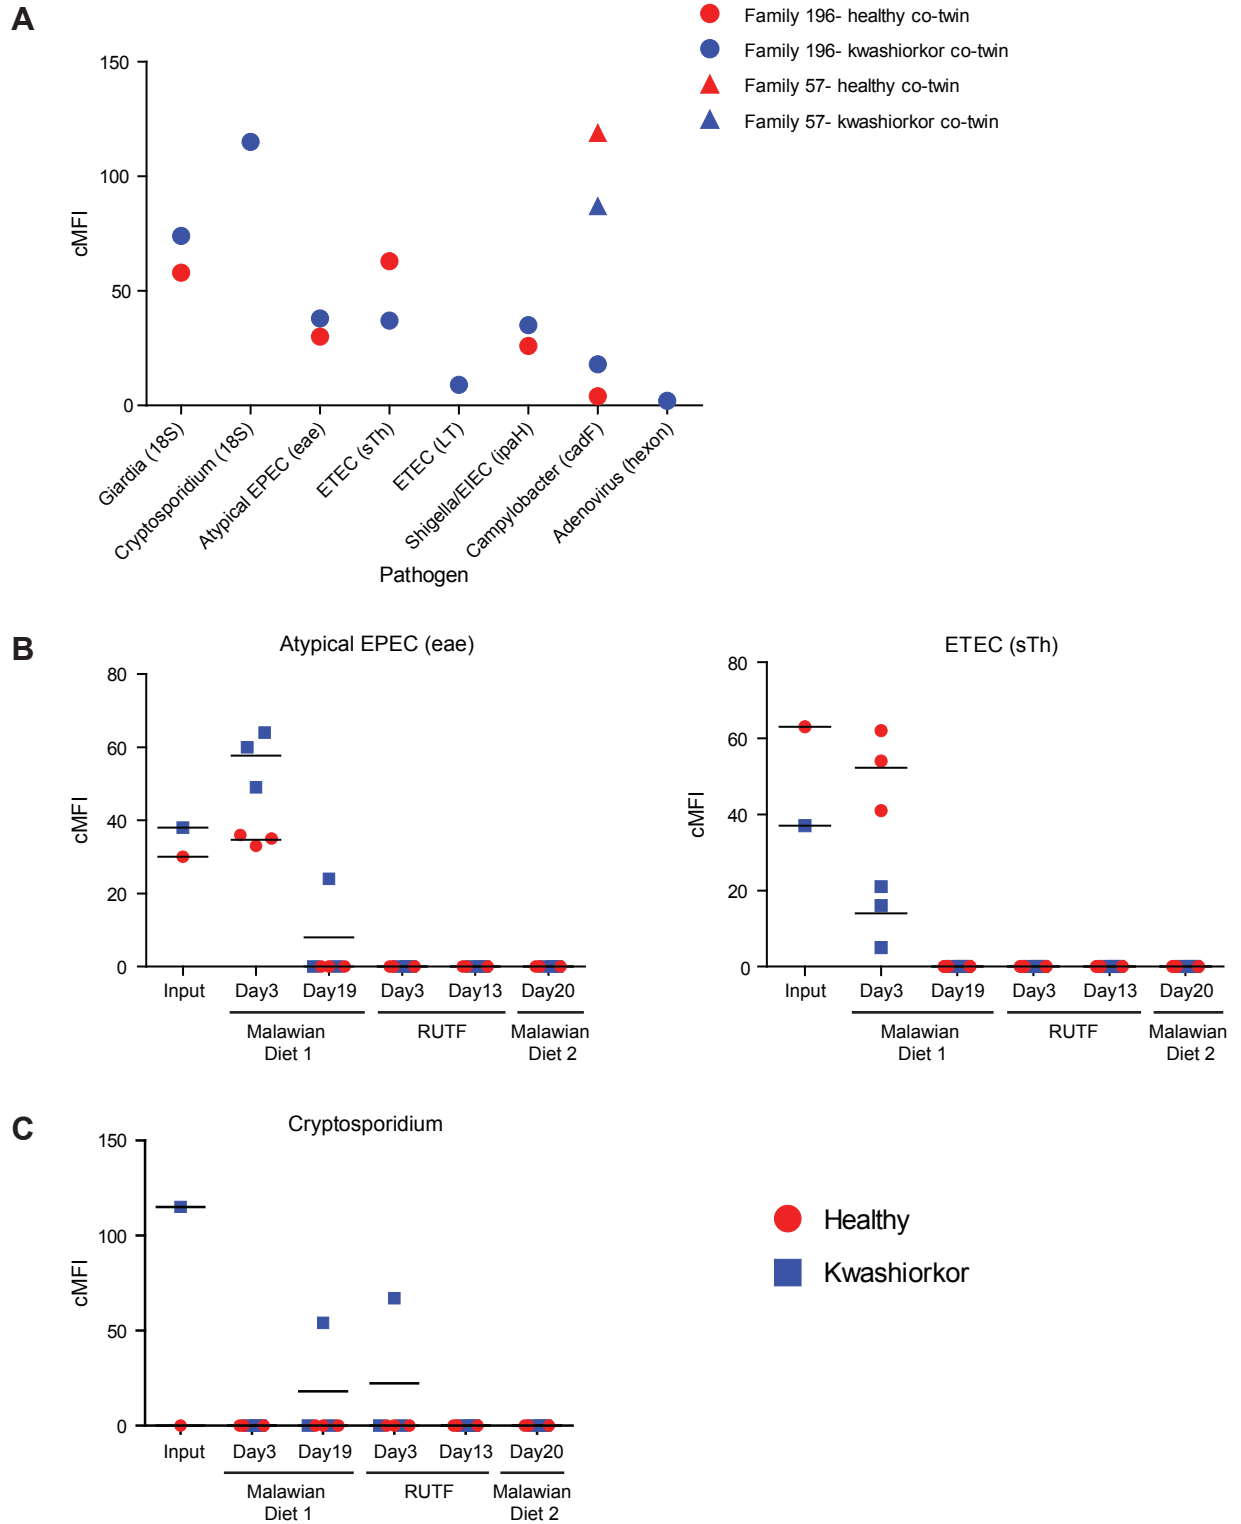 A
Family 196- healthy co-twin
Family 196- kwashiorkor co-twin
Family 57- healthy co-twin
Family 57- kwashiorkor co-twin
150
100
50
0
cMFI
Giardia (18S)
Cryptosporidium (18S)
Atypical EPEC (eae)
ETEC (sTh)
ETEC (LT)
Shigella/EIEC (ipaH)
Campylobacter (cadF)
Adenovirus (hexon)
Pathogen
B
Atypical EPEC (eae)
80
60
40
20
0
cMFI
Input
Day3
Day19
Day3
Day13
Day20
Malawian
Diet 1
RUTF
Malawian
Diet 2
ETEC (sTh)
80
60
40
20
0
cMFI
Input
Day3
Day19
Day3
Day13
Day20
Malawian
Diet 1
RUTF
Malawian
Diet 2
C
Cryptosporidium
150
100
50
0
cMFI
Input
Day3
Day19
Day3
Day13
Day20
Malawian
Diet 1
RUTF
Malawian
Diet 2
Healthy
Kwashiorkor